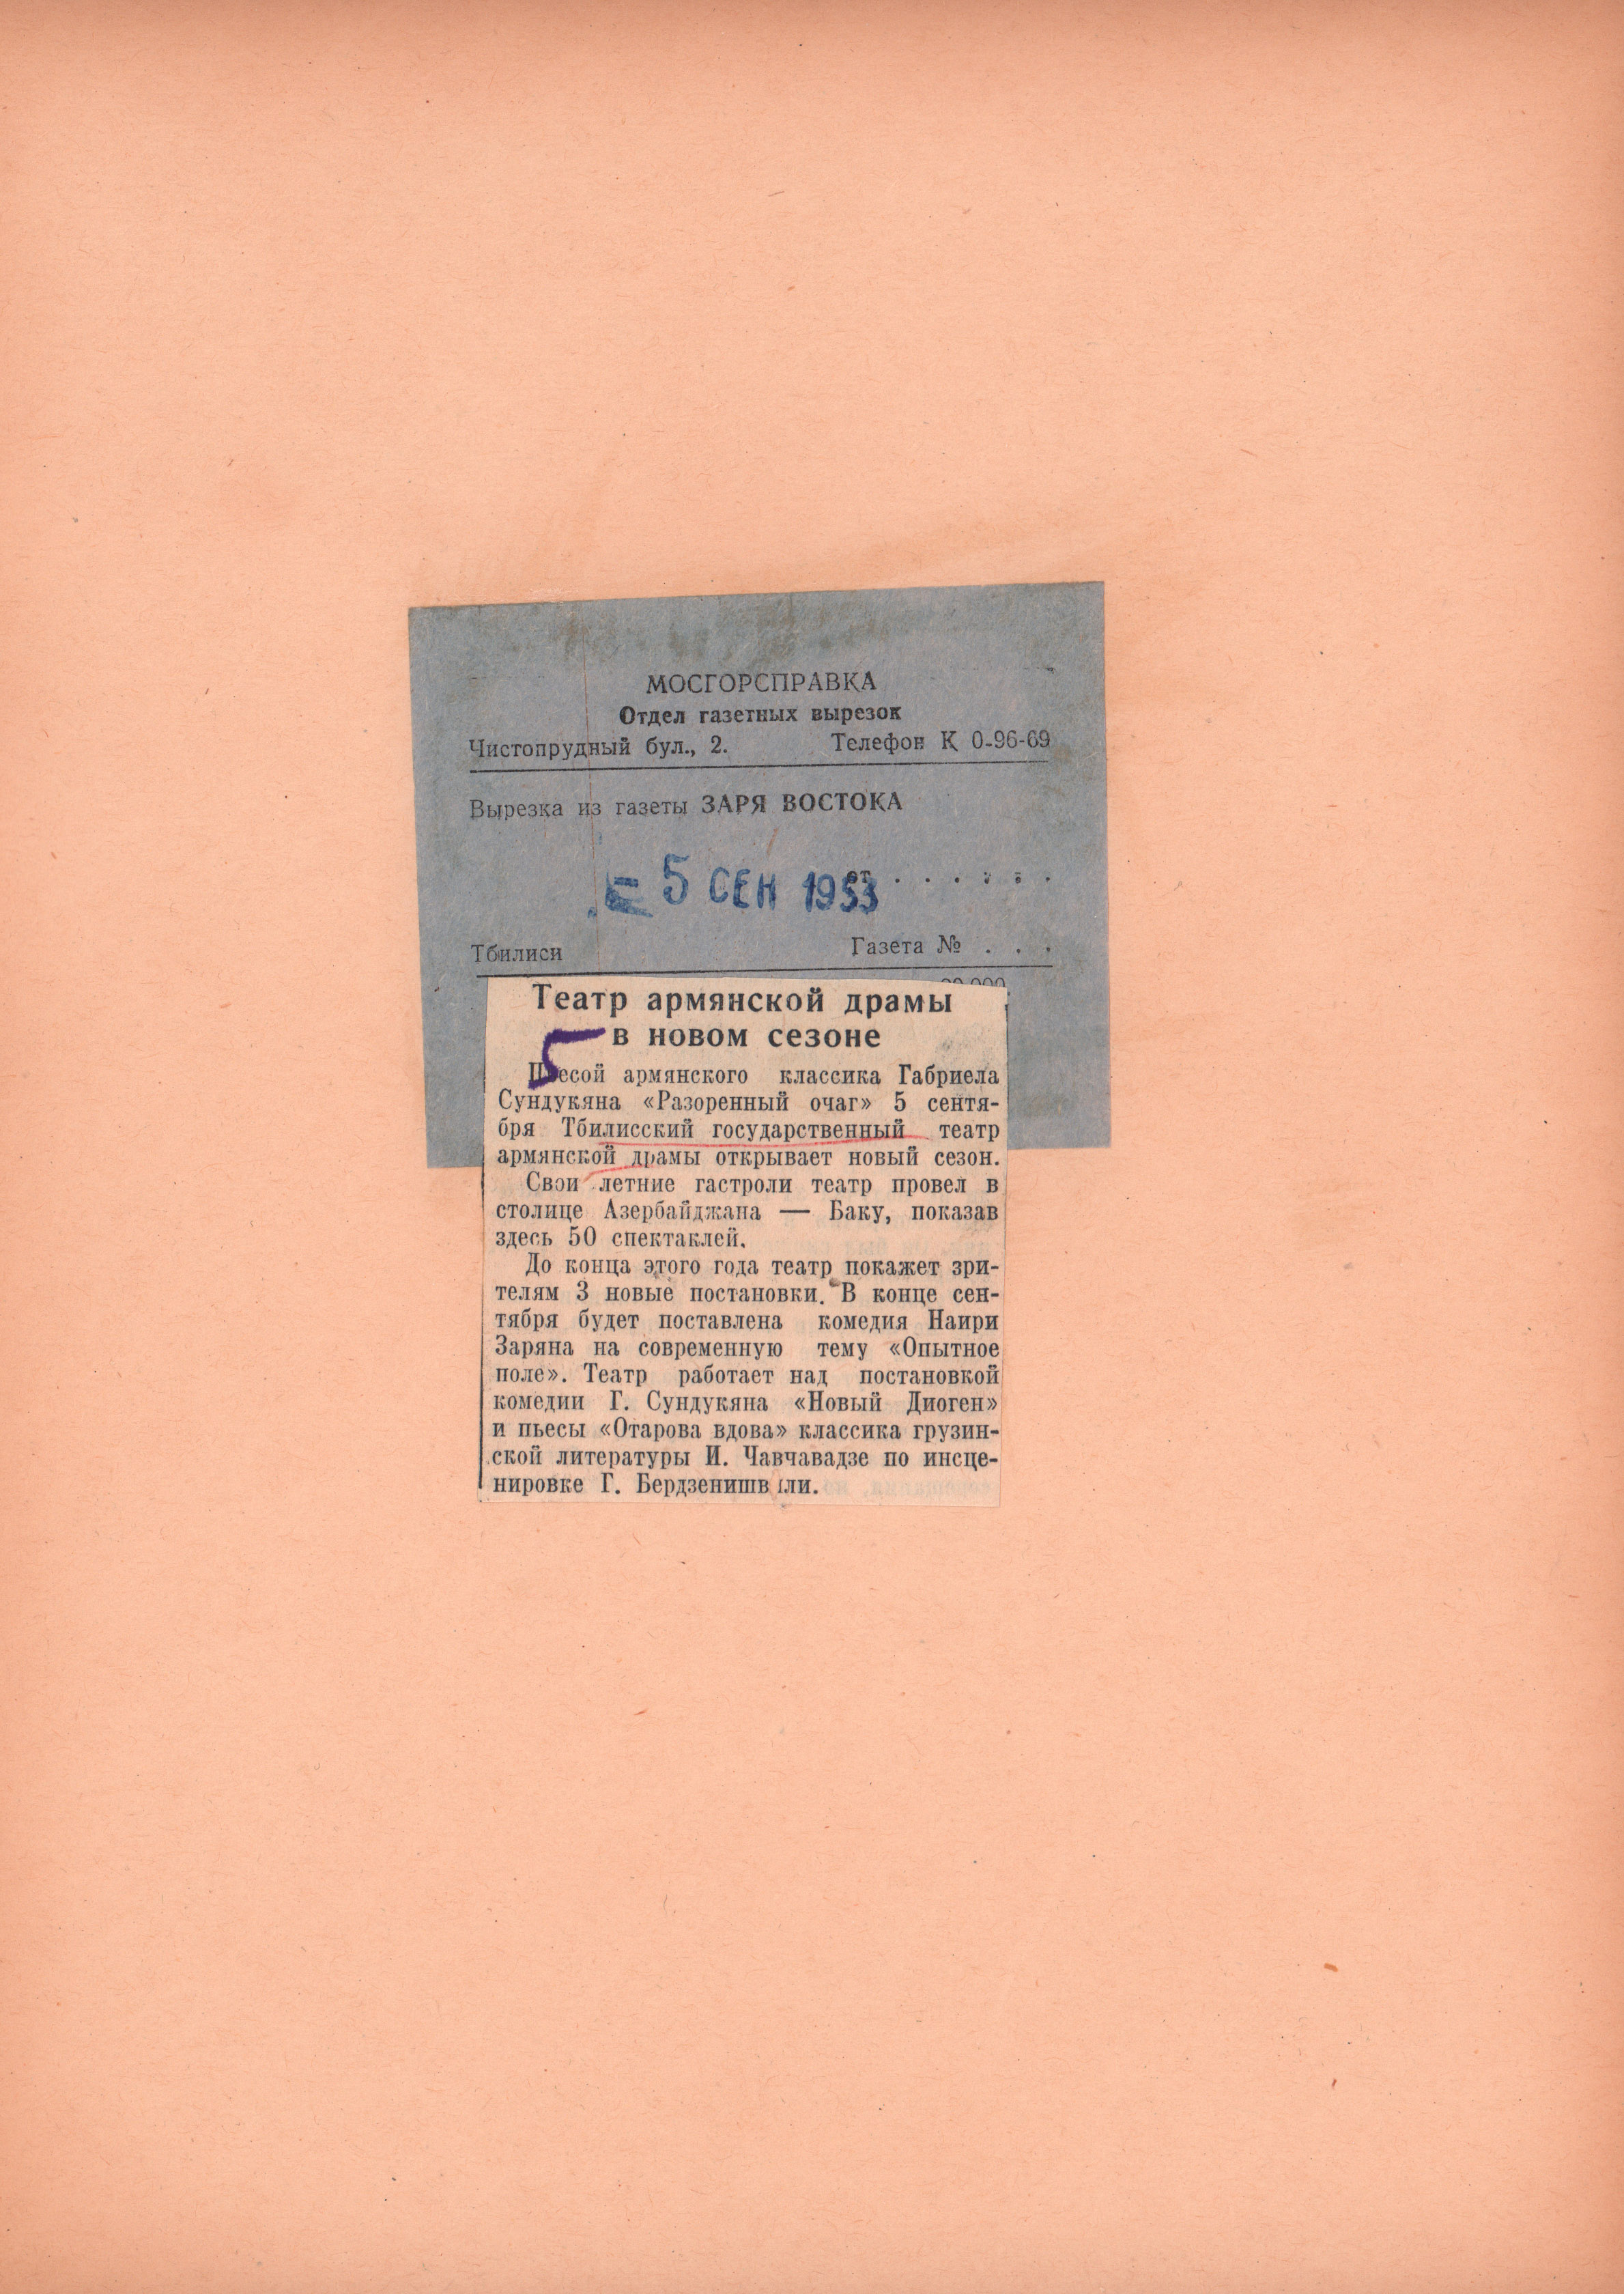 МОСГОРСПРАВКА
Отдел газетных вырезок
Чистопрудный бул., 2. Телефон К 0-96-69
Вырезка из газеты ЗАРЯ ВОСТОКА
5 СЕН 1953 от . . . . . .
Тбилиси Газета № . . .
Театр армянской драмы
в новом сезоне
5
Пьесой армянского классика Габриела
Сундукяна «Разоренный очаг» 5 сентя-
бря Тбилисский государственный театр
армянской драмы открывает новый сезон.
Свои летние гастроли театр провел в
столице Азербайджана — Баку, показав
здесь 50 спектаклей.
До конца этого года театр покажет зри-
телям 3 новые постановки. В конце сен-
тября будет поставлена комедия Наири
Заряна на современную тему «Опытное
поле». Театр работает над постановкой
комедии Г. Сундукяна «Новый Диоген»
и пьесы «Отарова вдова» классика грузин-
ской литературы И. Чавчавадзе по инсце-
нировке Г. Бердзенишвили.